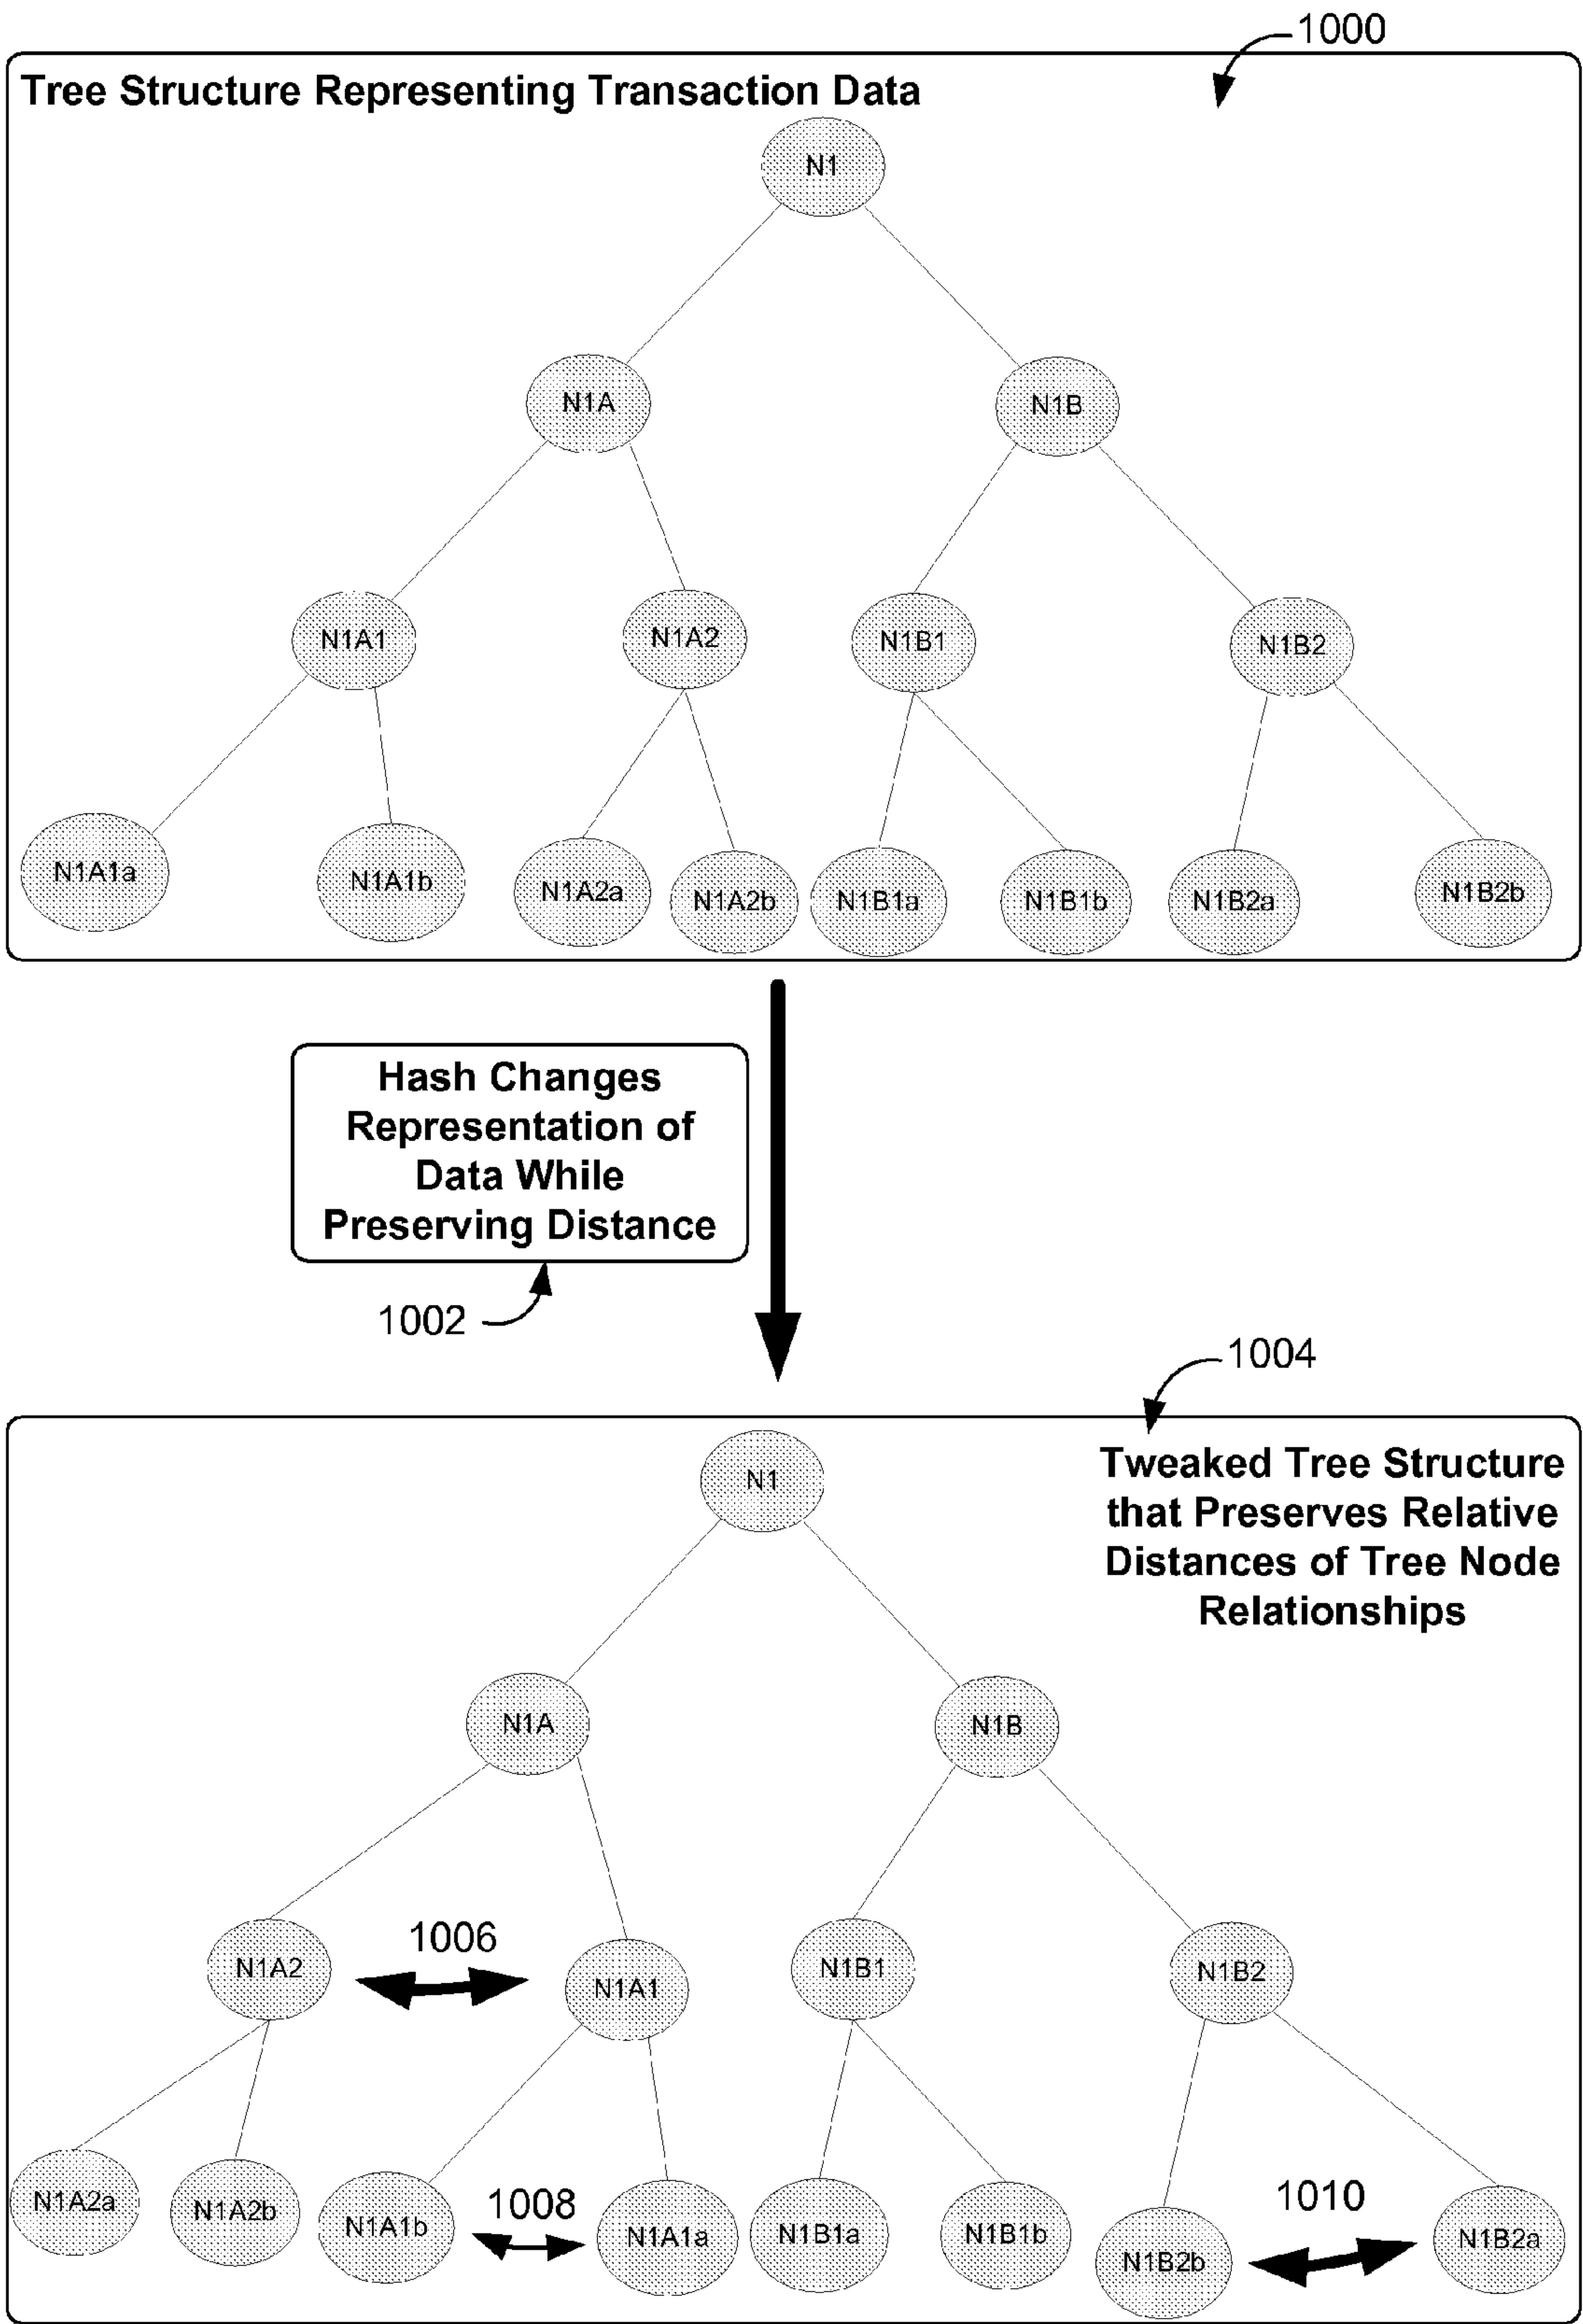 1000
Tree Structure Representing Transaction Data
N1
N1A
N1B
N1A1
N1A2
N1B1
N1B2
N1A1a
N1A1b
N1A2a
N1A2b
N1B1a
N1B1b
N1B2a
N1B2b
Hash Changes
Representation of
Data While
Preserving Distance
1002
1004
Tweaked Tree Structure
that Preserves Relative
Distances of Tree Node
Relationships
N1
N1A
N1B
N1A2
1006
N1A1
N1B1
N1B2
N1A2a
N1A2b
N1A1b
1008
N1A1a
N1B1a
N1B1b
N1B2b
1010
N1B2a